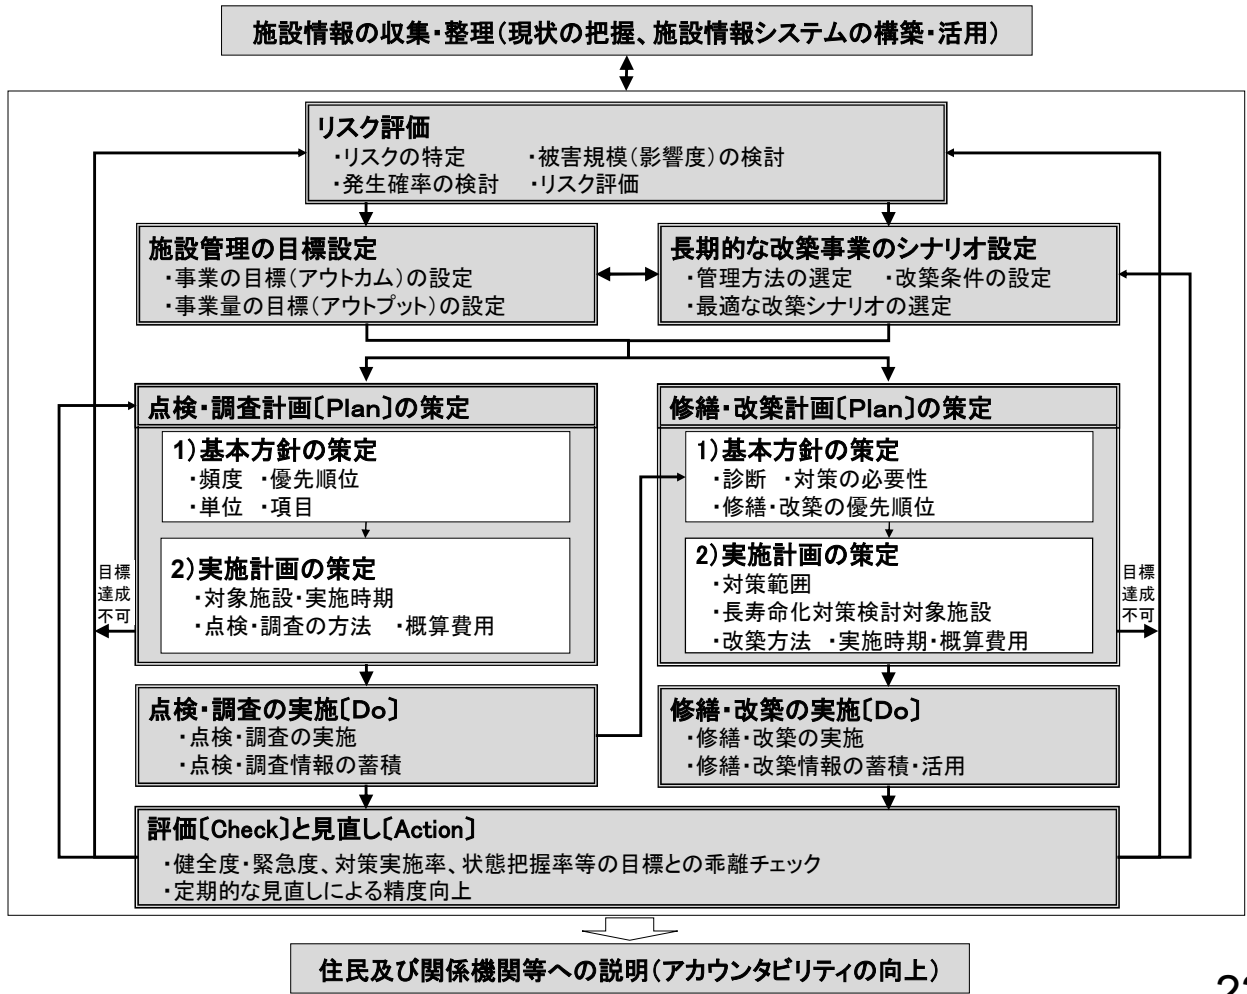 施設情報の収集・整理(現状の把握、施設情報システムの構築・活用)
リスク評価
・リスクの特定 ・被害規模(影響度)の検討
・発生確率の検討 ・リスク評価
施設管理の目標設定
・事業の目標(アウトカム)の設定
・事業量の目標(アウトプット)の設定
長期的な改築事業のシナリオ設定
・管理方法の選定 ・改築条件の設定
・最適な改築シナリオの選定
点検・調査計画〔Plan〕の策定
1)基本方針の策定
・頻度 ・優先順位
・単位 ・項目
2)実施計画の策定
・対象施設・実施時期
・点検・調査の方法 ・概算費用
目標
達成
不可
修繕・改築計画〔Plan〕の策定
1)基本方針の策定
・診断 ・対策の必要性
・修繕・改築の優先順位
2)実施計画の策定
・対策範囲
・長寿命化対策検討対象施設
・改築方法 ・実施時期・概算費用
目標
達成
不可
点検・調査の実施〔Do〕
・点検・調査の実施
・点検・調査情報の蓄積
修繕・改築の実施〔Do〕
・修繕・改築の実施
・修繕・改築情報の蓄積・活用
評価〔Check〕と見直し〔Action〕
・健全度・緊急度、対策実施率、状態把握率等の目標との乖離チェック
・定期的な見直しによる精度向上
住民及び関係機関等への説明(アカウンタビリティの向上)